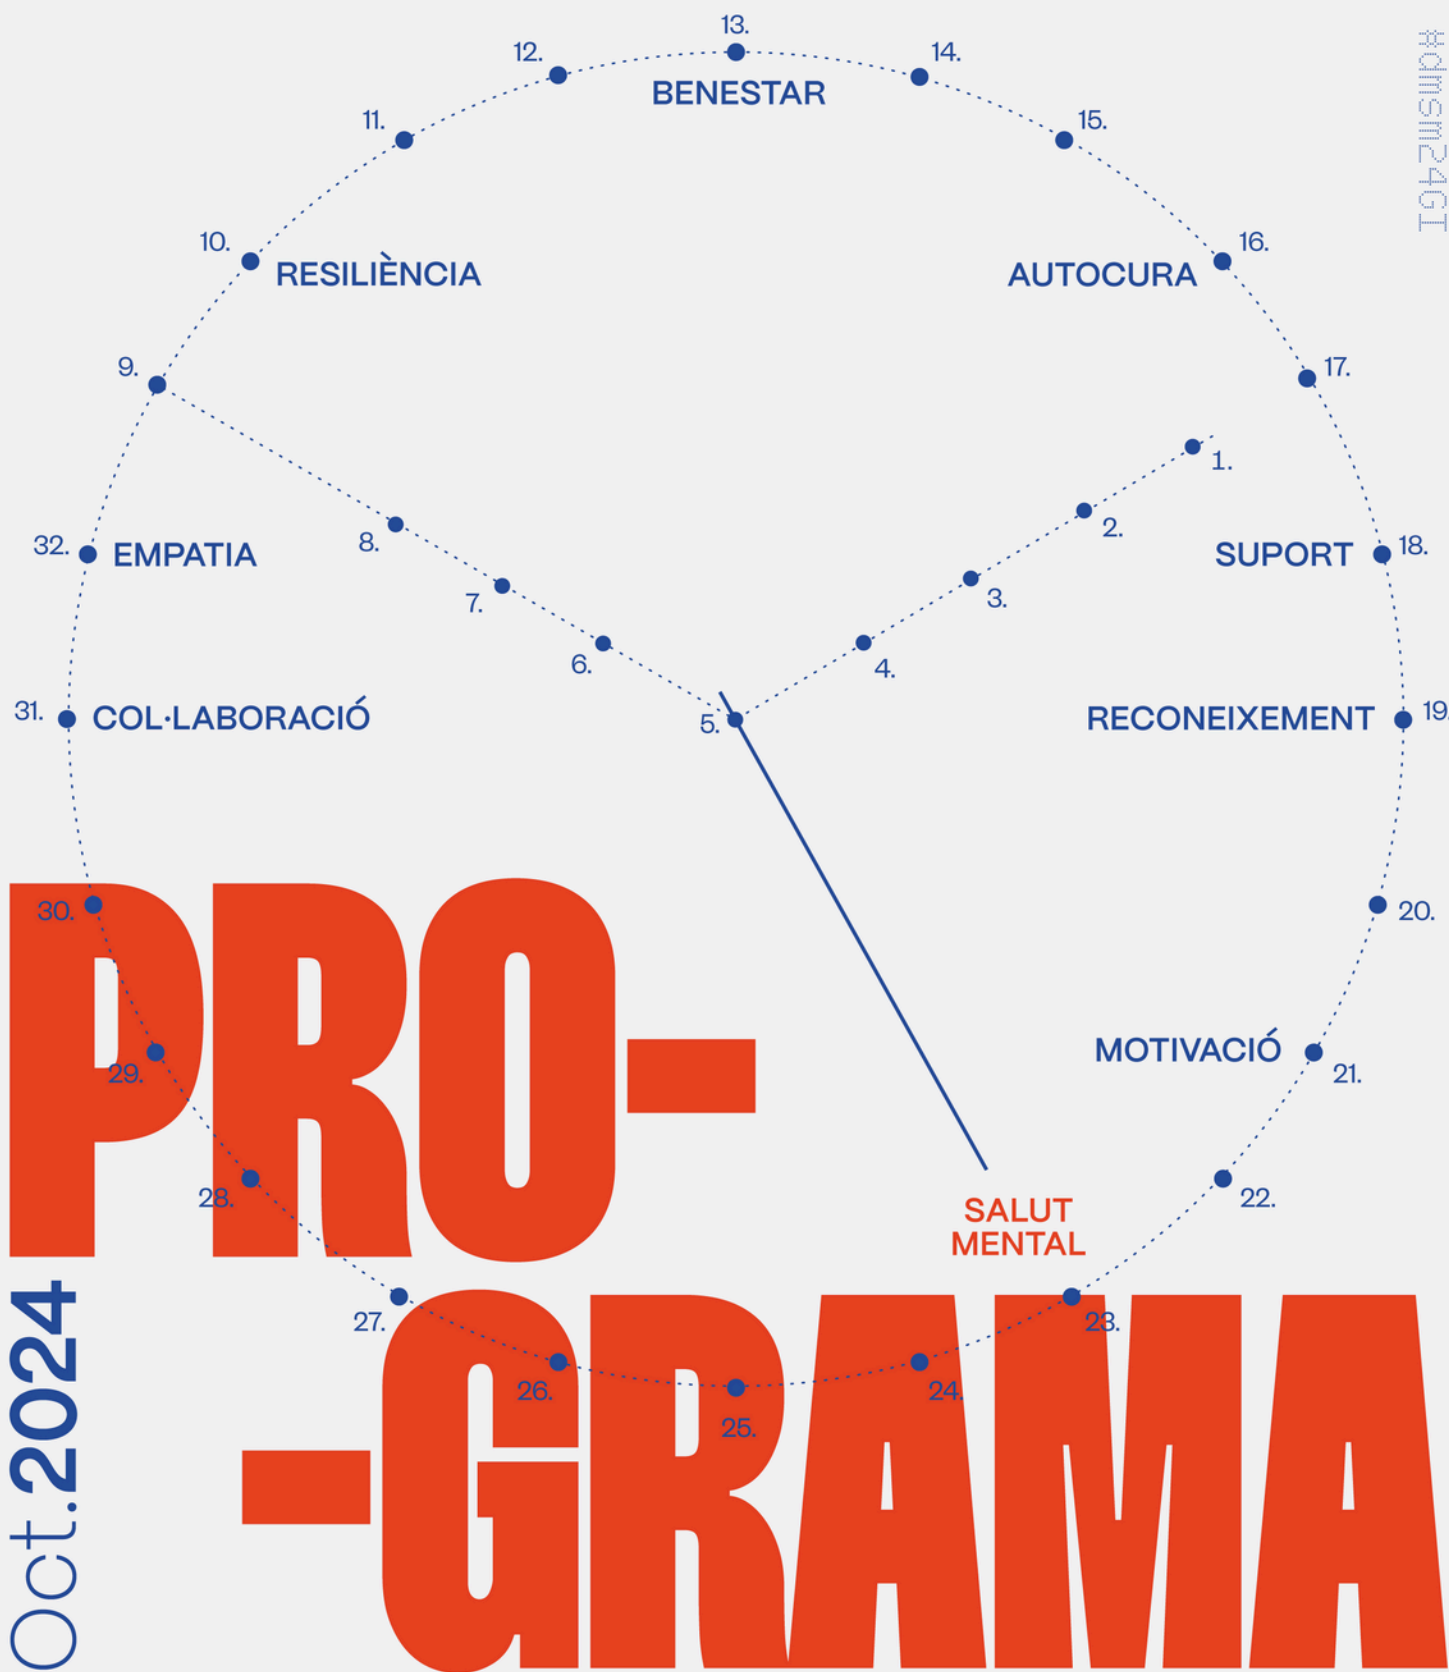 13.
12.
14.
BENESTAR
11.
15.
#dmsm24GI
10.
16.
RESILIÈNCIA
AUTOCURA
9.
17.
1.
8.
2.
32.
EMPATIA
SUPORT
18.
7.
3.
6.
4.
31.
COL·LABORACIÓ
5.
RECONEIXEMENT
19.
30.
20.
PRO-
29.
MOTIVACIÓ
21.
28.
22.
SALUT
MENTAL
27.
23.
26.
24.
25.
-GRAMA
Oct.2024